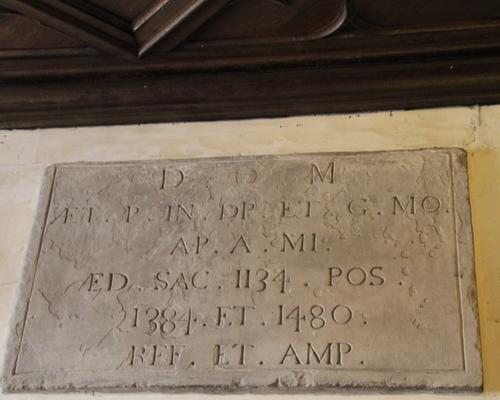 D O M
ÆT. P. IN. DP. ET. G. MO.
AP. A. MI.
ÆD. SAC. 1134. POS.
1384. ET. 1480.
REF. ET. AMP.